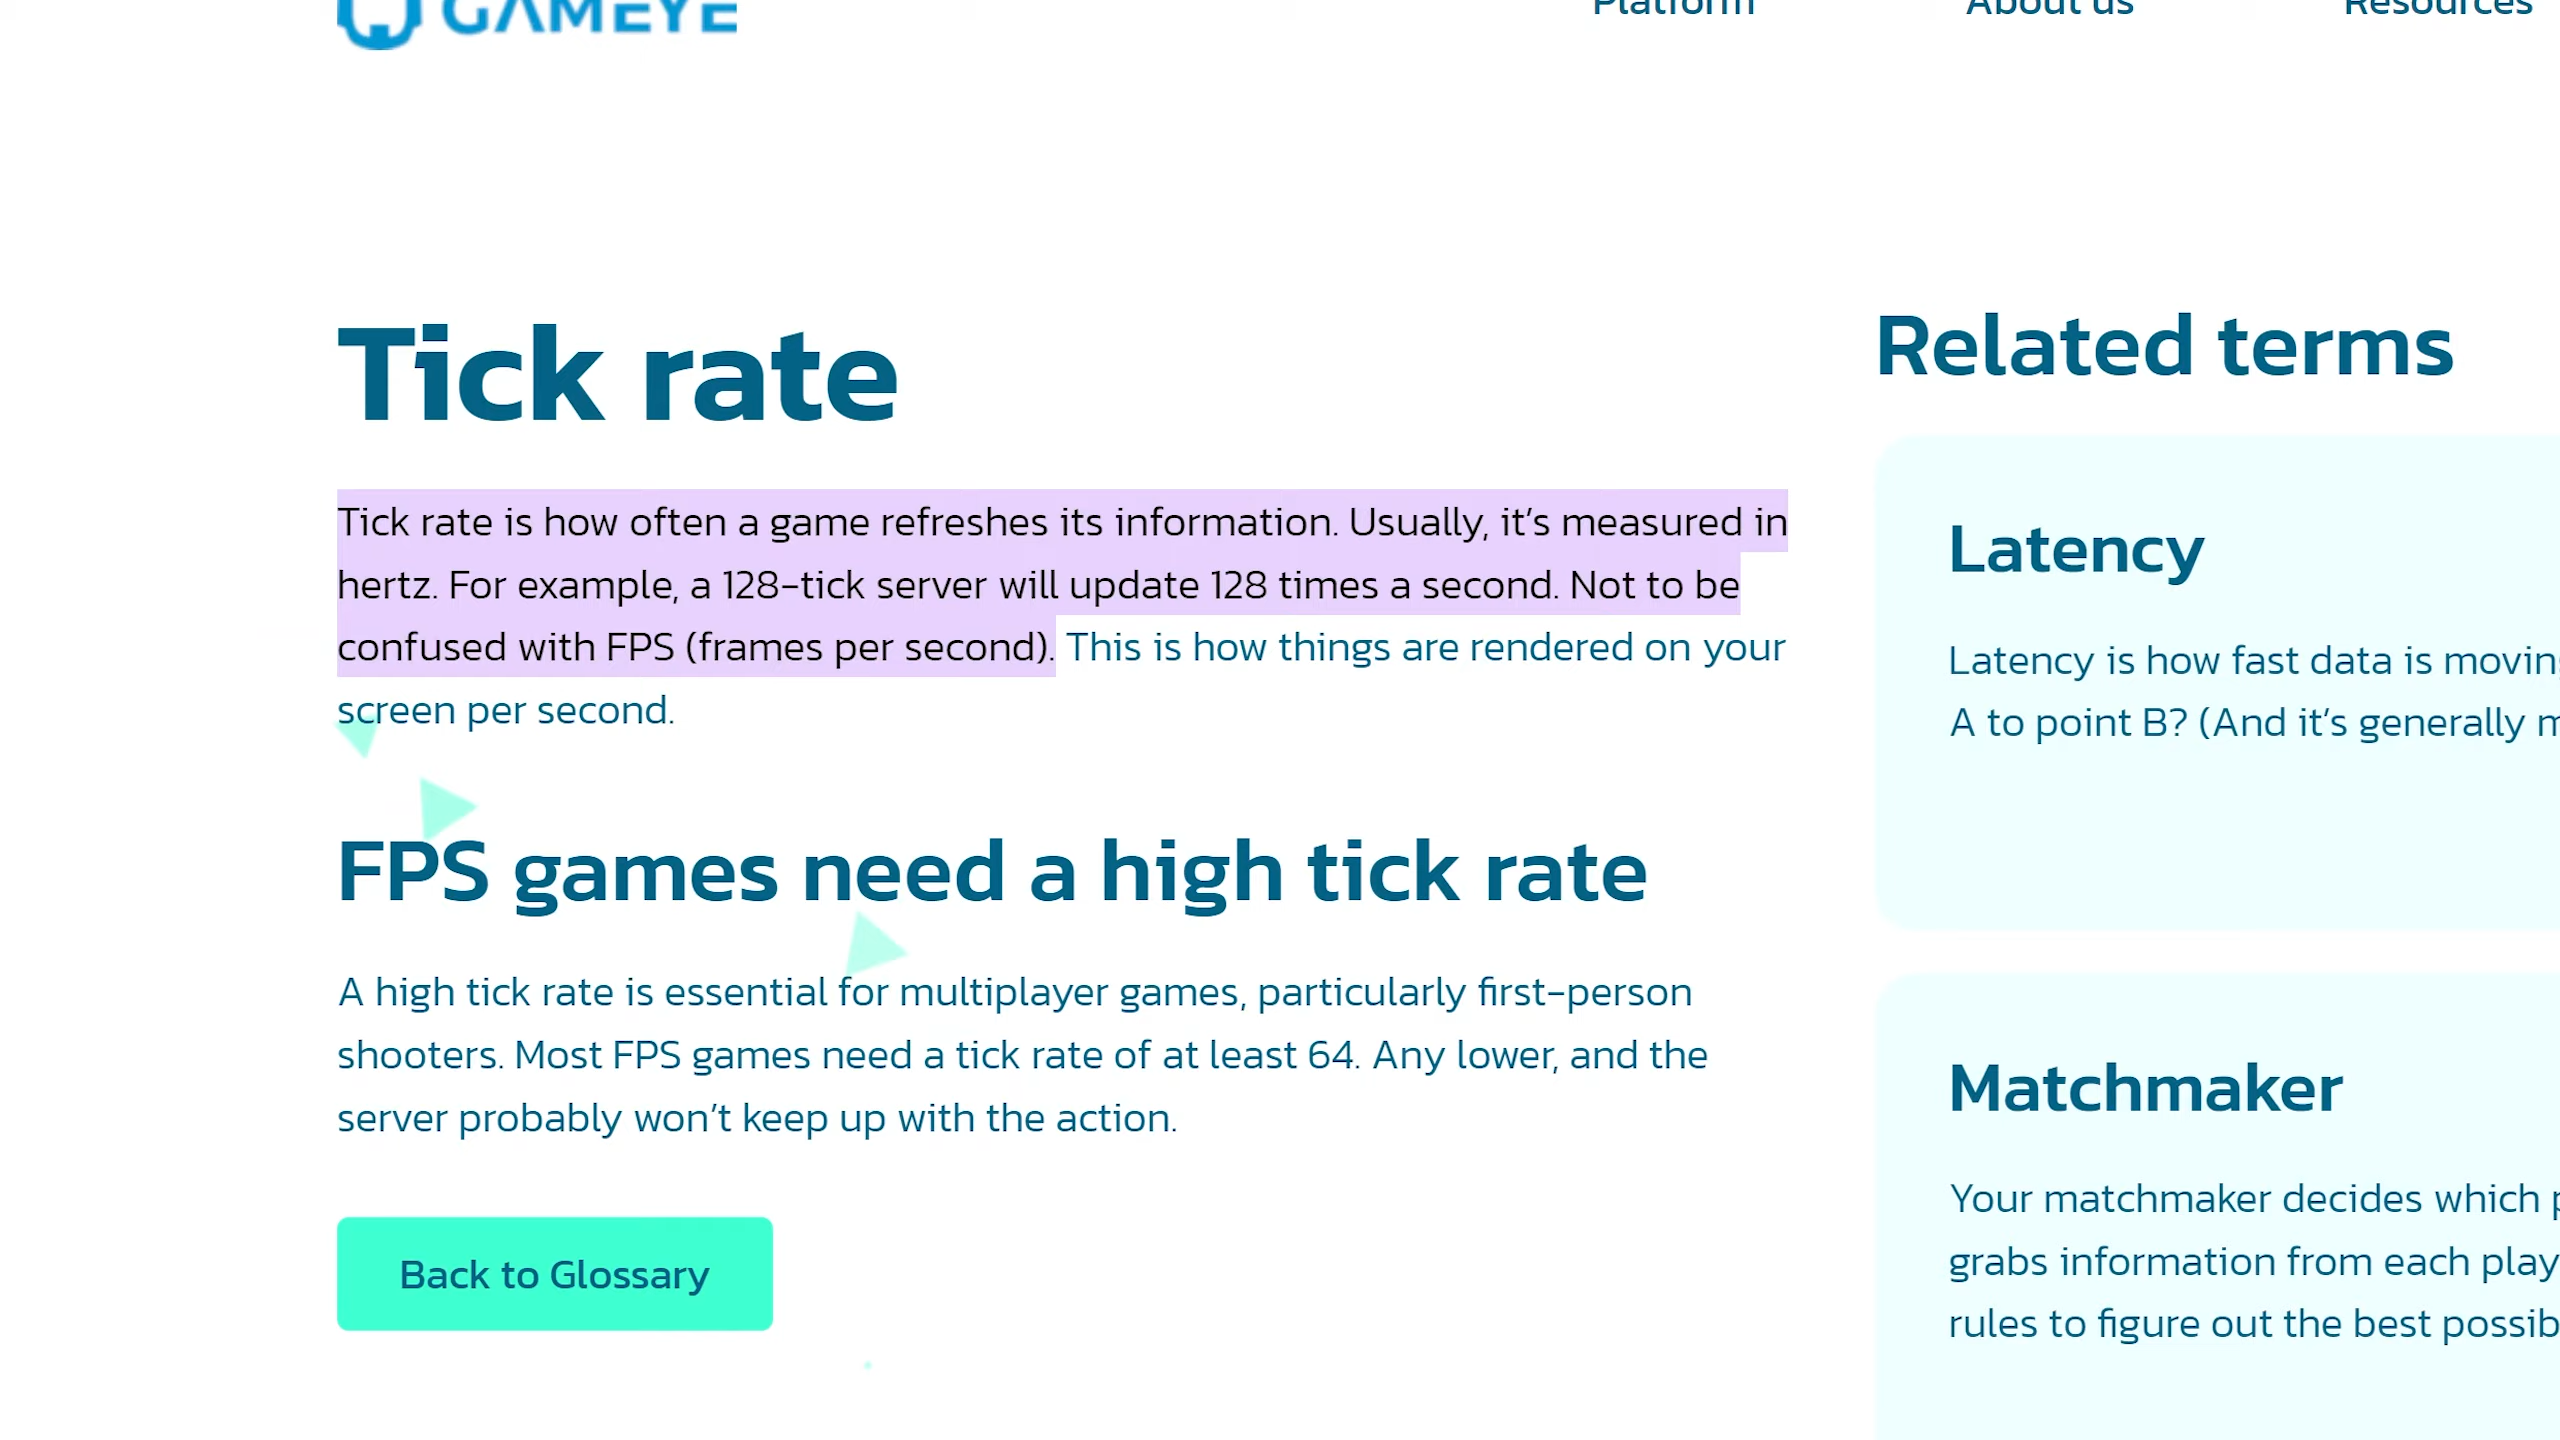 GAMEYE
Platform
About us
Resources
Tick rate
Tick rate is how often a game refreshes its information. Usually, it’s measured in
hertz. For example, a 128-tick server will update 128 times a second. Not to be
confused with FPS (frames per second). This is how things are rendered on your
screen per second.
FPS games need a high tick rate
A high tick rate is essential for multiplayer games, particularly first-person
shooters. Most FPS games need a tick rate of at least 64. Any lower, and the
server probably won’t keep up with the action.
Back to Glossary
Related terms
Latency
Latency is how fast data is
A to point B? (And it’s generally
Matchmaker
Your matchmaker decides which
grabs information from each
rules to figure out the best